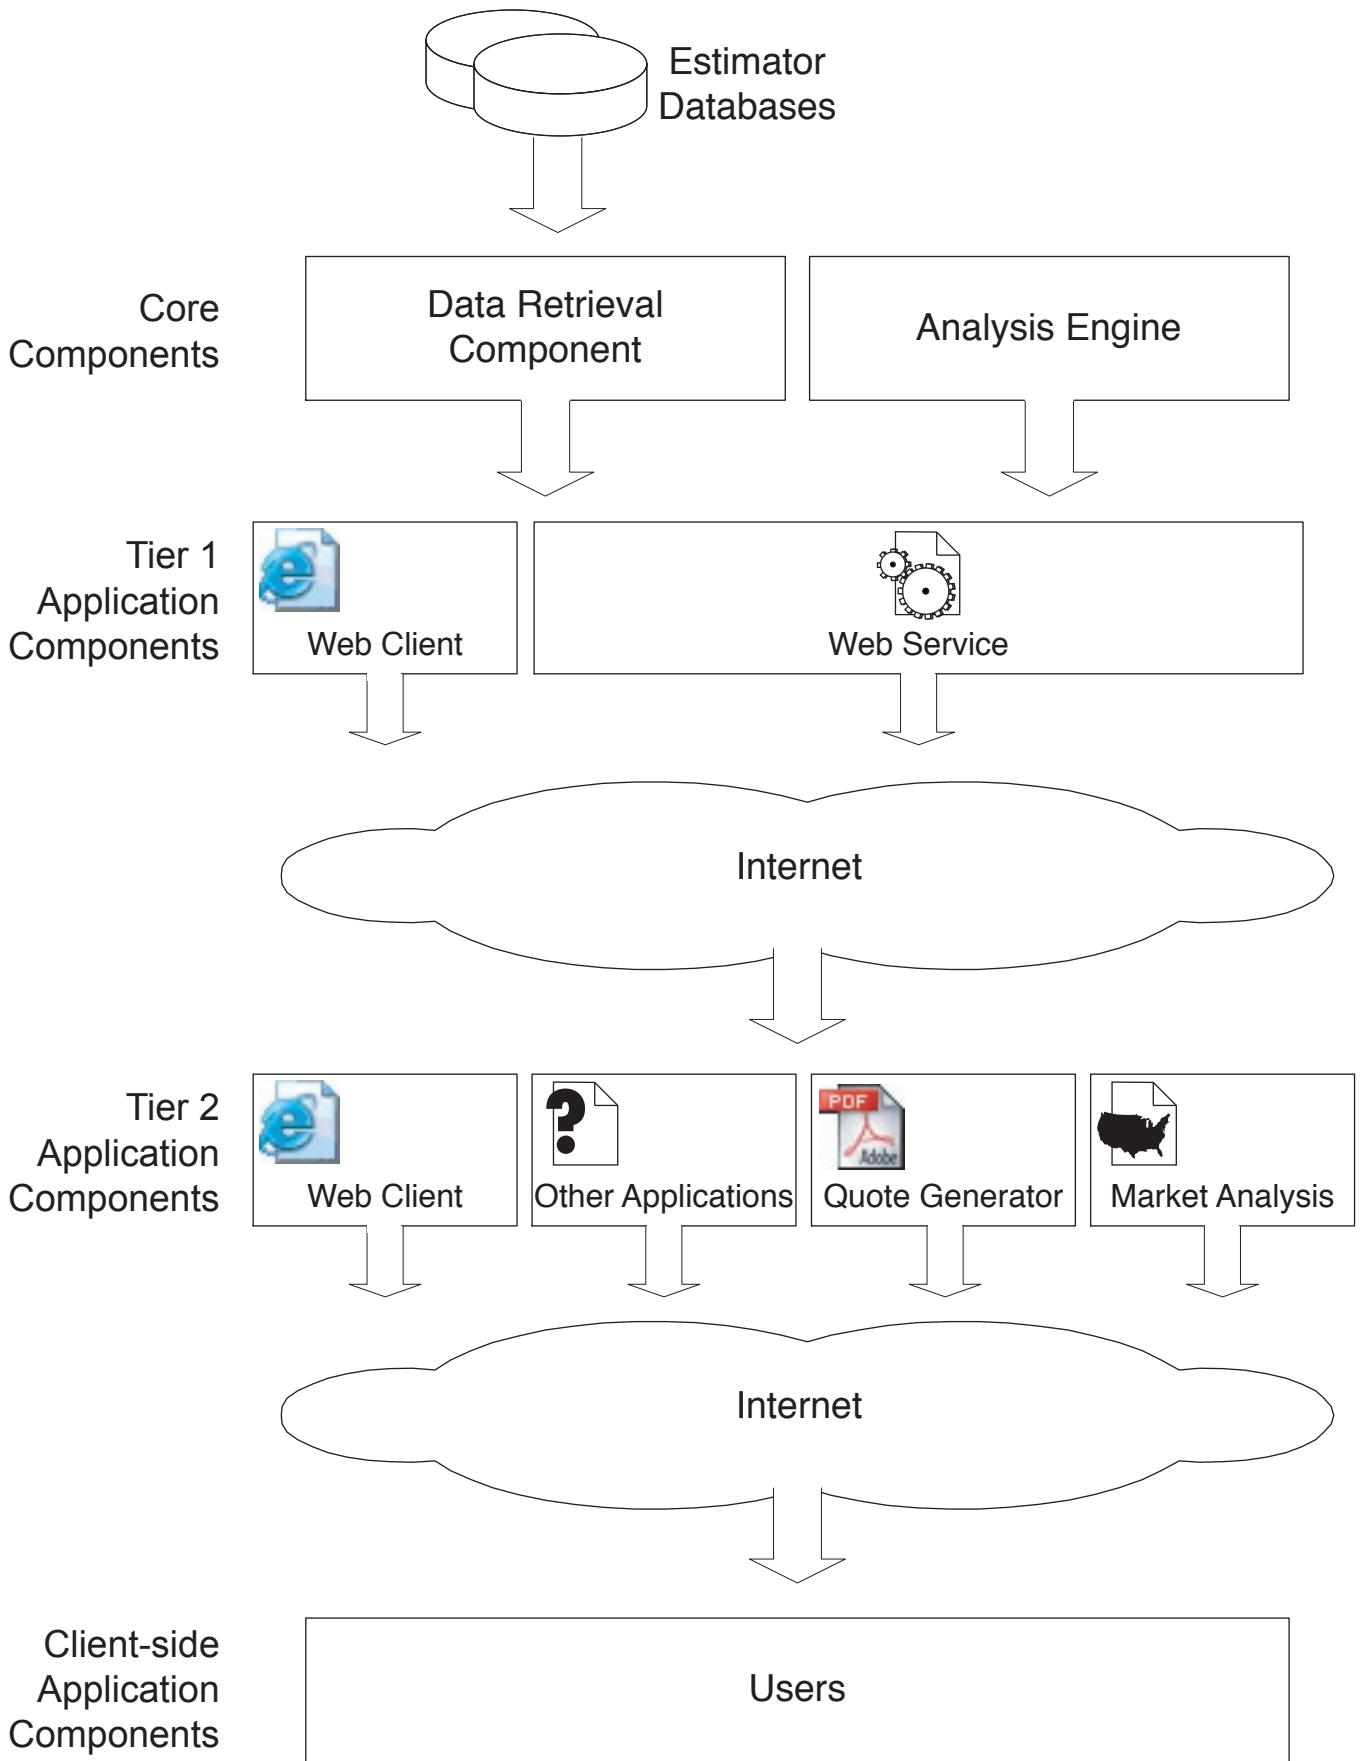 Estimator
Databases
Core
Components
Data Retrieval
Component
Analysis Engine
Tier 1
Application
Components
Web Client
Web Service
Internet
Tier 2
Application
Components
Web Client
Other Applications
PDF
Adobe
Quote Generator
Market Analysis
Internet
Client-side
Application
Components
Users